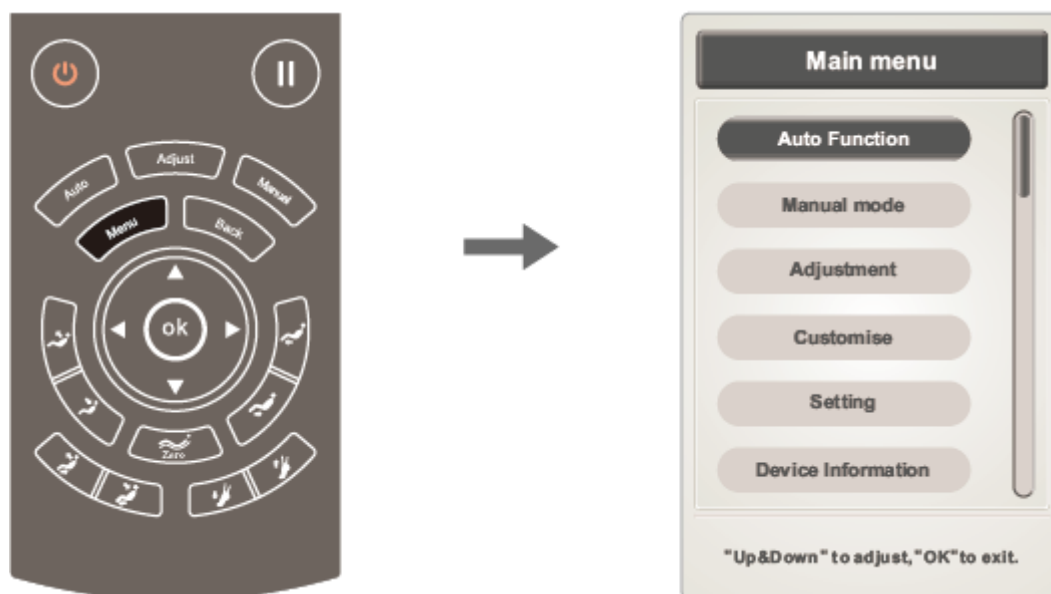 Adjust
Auto
Manual
Menu
Back
ok
Zero
Main menu
Auto Function
Manual mode
Adjustment
Customise
Setting
Device Information
"Up&Down" to adjust,"OK"to exit.